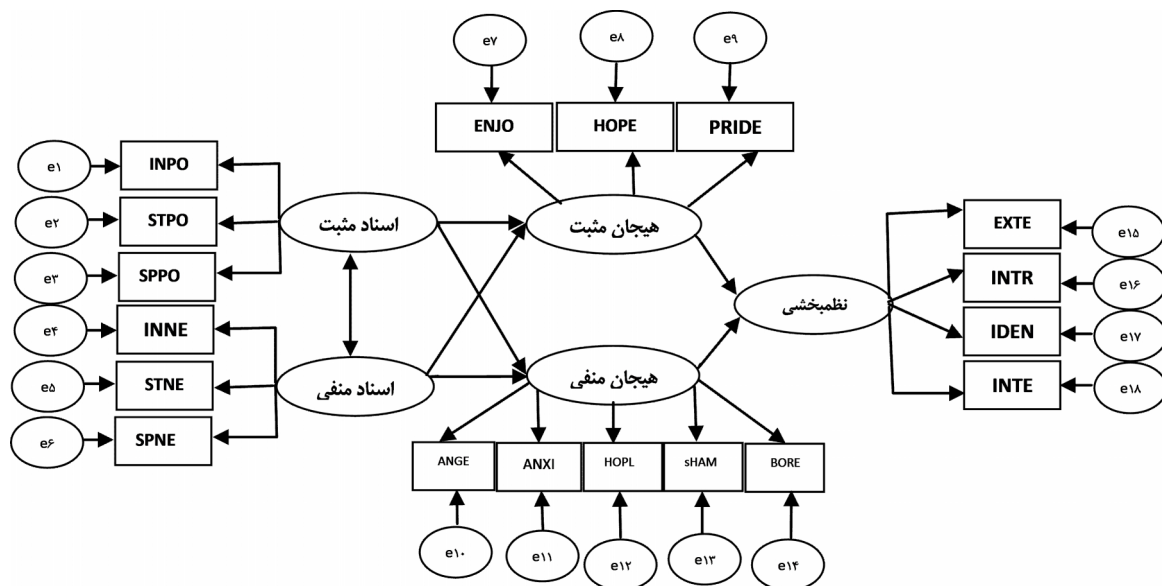 e۷
e۸
e۹
ENJO
HOPE
PRIDE
e۱
INPO
e۲
STPO
e۳
SPPO
e۴
INNE
e۵
STNE
e۶
SPNE
اسناد مثبت
اسناد منفی
هیجان مثبت
هیجان منفی
نظمبخشی
EXTE
e۱۵
INTR
e۱۶
IDEN
e۱۷
INTE
e۱۸
ANGE
ANXI
HOPL
sHAM
BORE
e۱۰
e۱۱
e۱۲
e۱۳
e۱۴